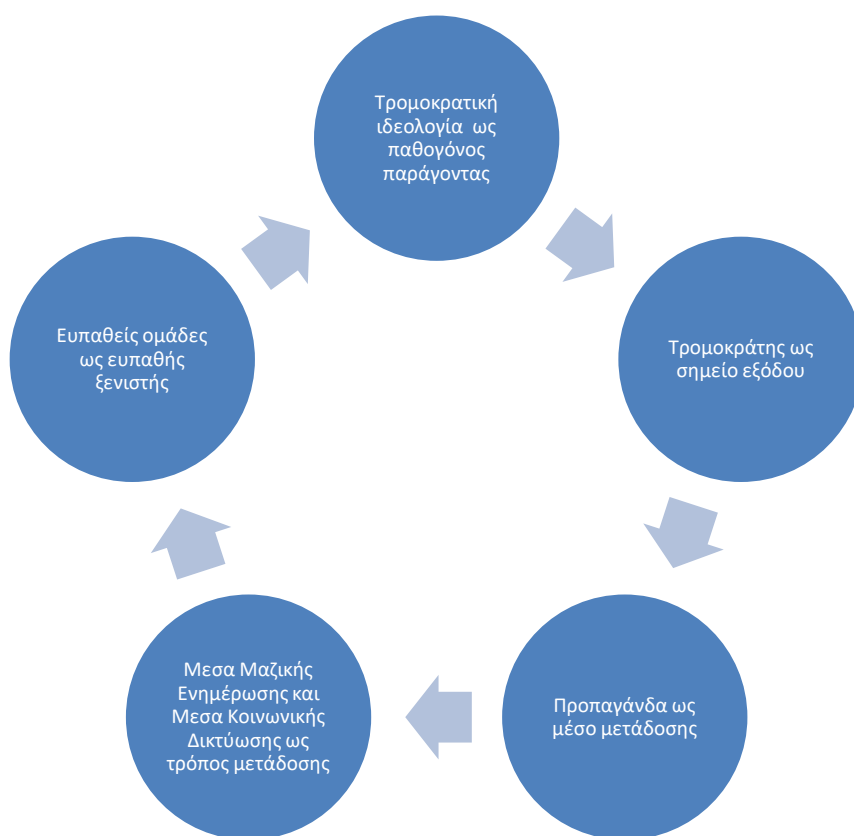 Τρομοκρατική
ιδεολογία ως
παθογόνος
παράγοντας
Τρομοκράτης ως
σημείο εξόδου
Προπαγάνδα ως
μέσο μετάδοσης
Μεσα Μαζικής
Ενημέρωσης και
Μεσα Κοινωνικής
Δικτύωσης ως
τρόπος μετάδοσης
Ευπαθείς ομάδες
ως ευπαθής
ξενιστής